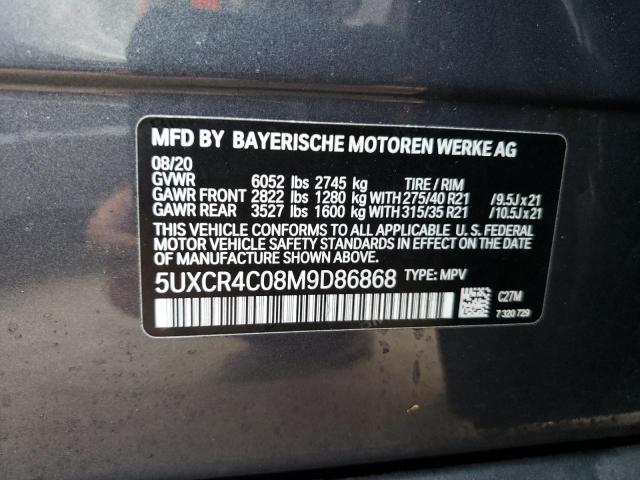 MFD BY BAYERISCHE MOTOREN WERKE AG
08/20
GVWR 6052 lbs 2745 kg TIRE / RIM
GAWR FRONT 2822 lbs 1280 kg WITH 275/40 R21 /9.5J x 21
GAWR REAR 3527 lbs 1600 kg WITH 315/35 R21 /10.5J x 21
THIS VEHICLE CONFORMS TO ALL APPLICABLE U.S. FEDERAL
MOTOR VEHICLE SAFETY STANDARDS IN EFFECT ON THE DATE
OF MANUFACTURE SHOWN ABOVE.
5UXCR4C08M9D86868 TYPE: MPV
C27M
7 320 729